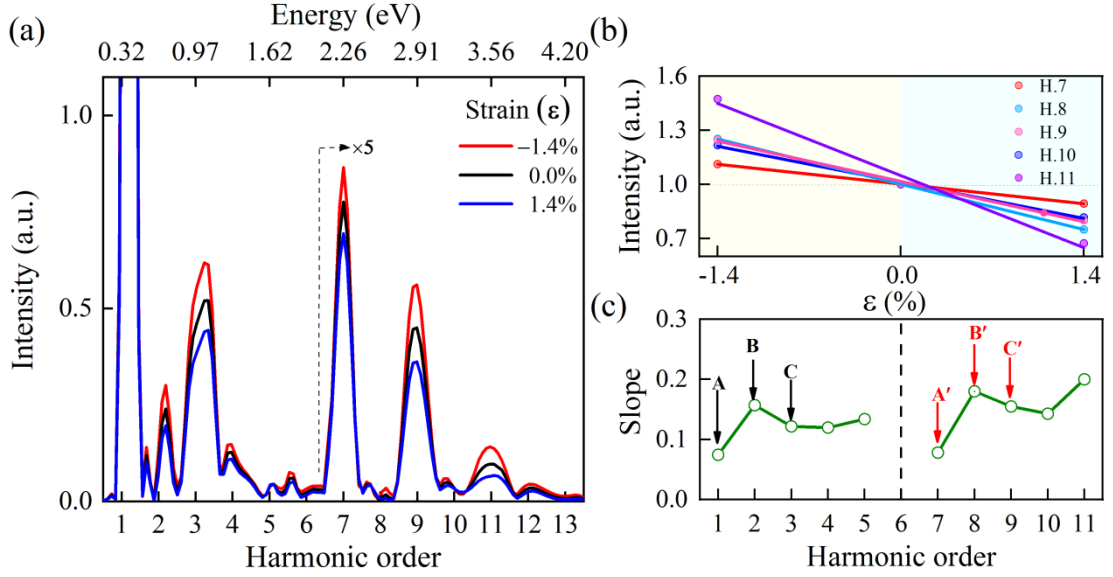 (a)
Energy (eV)
0.32 0.97 1.62 2.26 2.91 3.56 4.20
Intensity (a.u.)
1.0
0.5
0.0
Strain (ε)
−1.4%
0.0%
1.4%
×5
1 2 3 4 5 6 7 8 9 10 11 12 13
Harmonic order
(b)
Intensity (a.u.)
1.6
1.3
1.0
0.7
H.7
H.8
H.9
H.10
H.11
-1.4 0.0 1.4
ε (%)
(c)
Slope
0.3
0.2
0.1
0.0
A
B
C
A′
B′
C′
1 2 3 4 5 6 7 8 9 10 11
Harmonic order